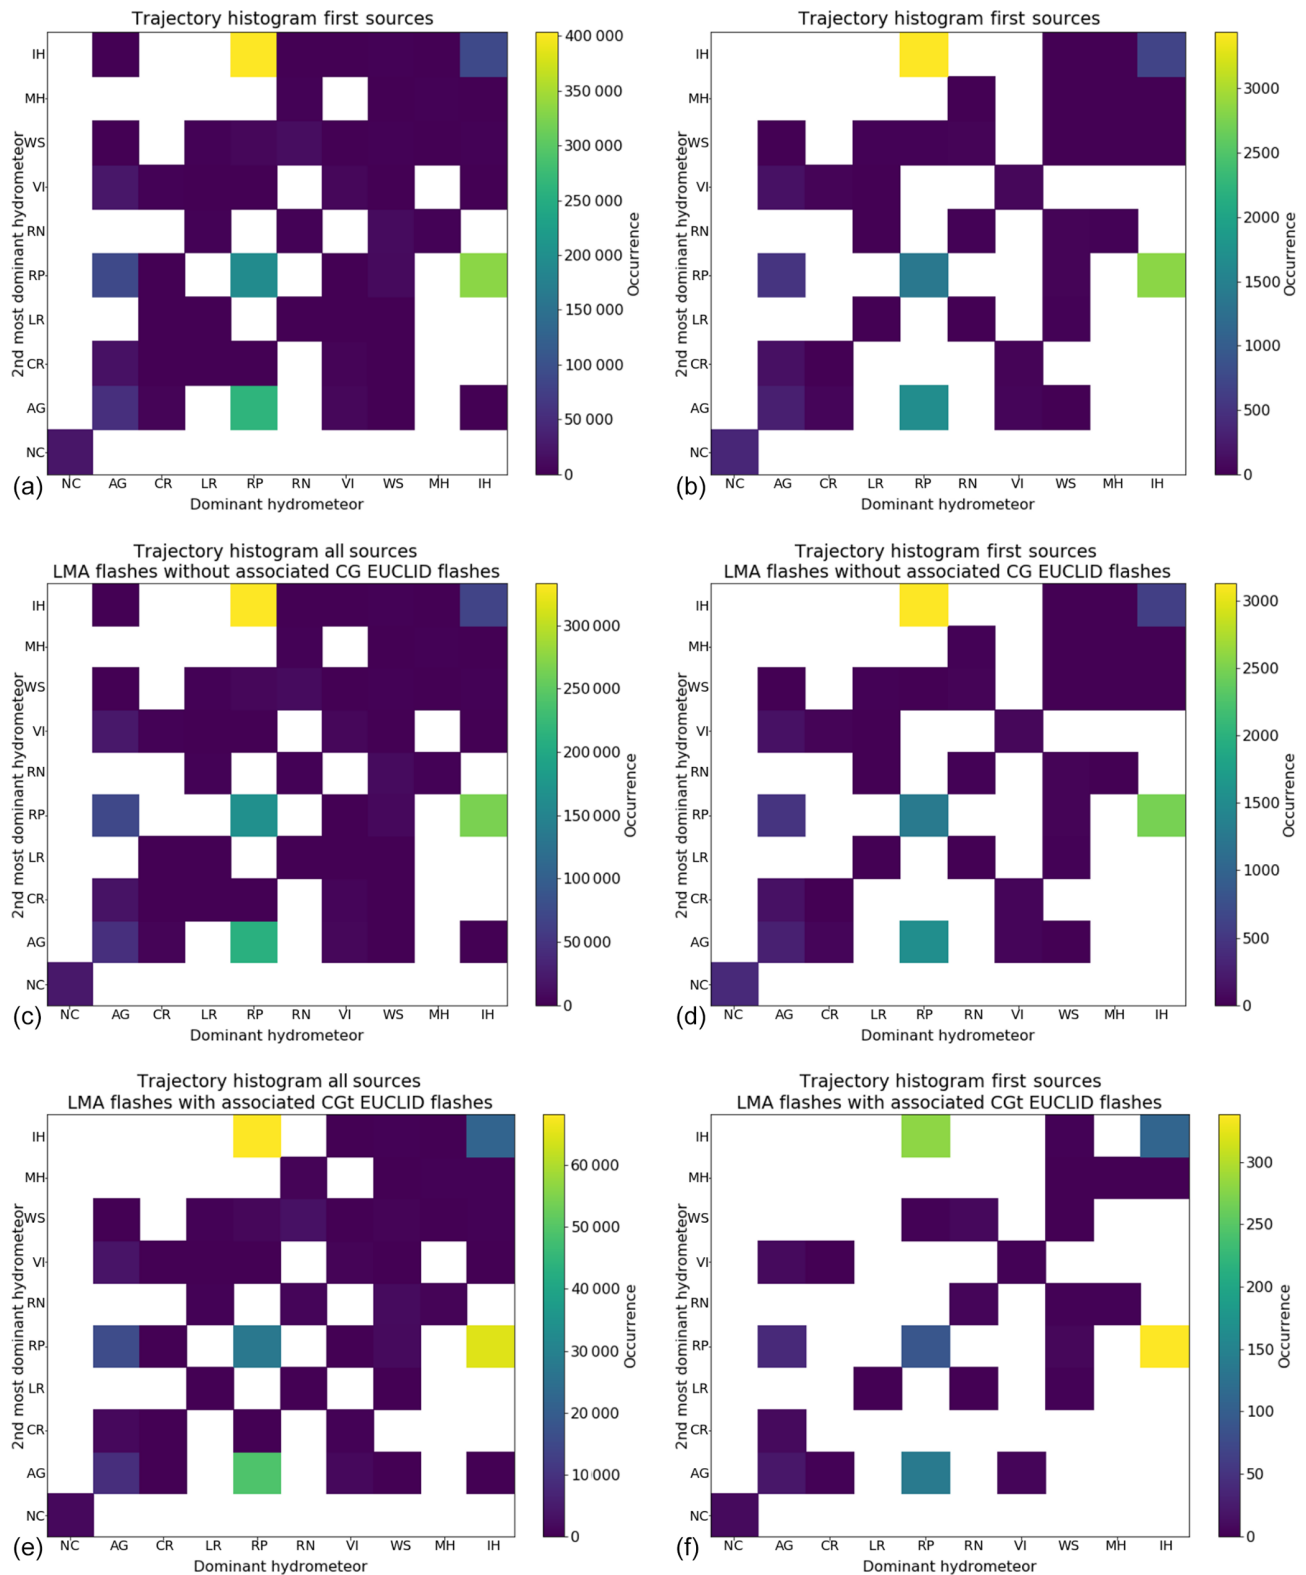 Trajectory histogram first sources
IH
MH
WS
VI
RN
RP
LR
CR
AG
NC
2nd most dominant hydrometeor
NC AG CR LR RP RN VI WS MH IH
Dominant hydrometeor
400 000
350 000
300 000
250 000
200 000
150 000
100 000
50 000
0
Occurrence
(a)
Trajectory histogram first sources
IH
MH
WS
VI
RN
RP
LR
CR
AG
NC
2nd most dominant hydrometeor
NC AG CR LR RP RN VI WS MH IH
Dominant hydrometeor
3000
2500
2000
1500
1000
500
0
Occurrence
(b)
Trajectory histogram all sources
LMA flashes without associated CG EUCLID flashes
IH
MH
WS
VI
RN
RP
LR
CR
AG
NC
2nd most dominant hydrometeor
NC AG CR LR RP RN VI WS MH IH
Dominant hydrometeor
300 000
250 000
200 000
150 000
100 000
50 000
0
Occurrence
(c)
Trajectory histogram first sources
LMA flashes without associated CG EUCLID flashes
IH
MH
WS
VI
RN
RP
LR
CR
AG
NC
2nd most dominant hydrometeor
NC AG CR LR RP RN VI WS MH IH
Dominant hydrometeor
3000
2500
2000
1500
1000
500
0
Occurrence
(d)
Trajectory histogram all sources
LMA flashes with associated CGt EUCLID flashes
IH
MH
WS
VI
RN
RP
LR
CR
AG
NC
2nd most dominant hydrometeor
NC AG CR LR RP RN VI WS MH IH
Dominant hydrometeor
60 000
50 000
40 000
30 000
20 000
10 000
0
Occurrence
(e)
Trajectory histogram first sources
LMA flashes with associated CGt EUCLID flashes
IH
MH
WS
VI
RN
RP
LR
CR
AG
NC
2nd most dominant hydrometeor
NC AG CR LR RP RN VI WS MH IH
Dominant hydrometeor
300
250
200
150
100
50
0
Occurrence
(f)